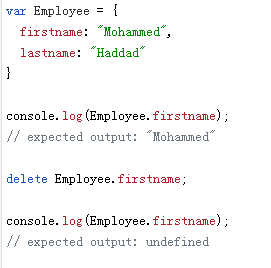 var Employee = {
  firstname: "Mohammed",
  lastname: "Haddad"
}

console.log(Employee.firstname);
// expected output: "Mohammed"

delete Employee.firstname;

console.log(Employee.firstname);
// expected output: undefined